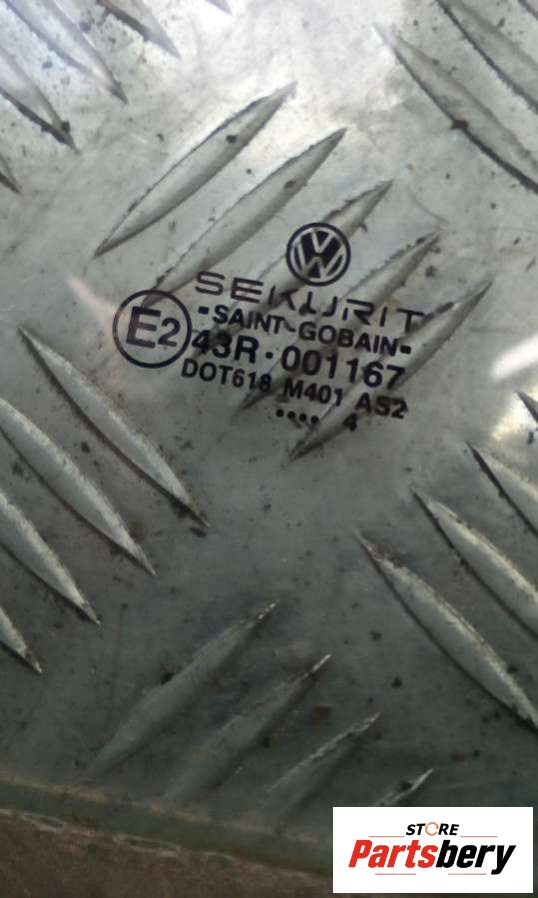 VW
SEKURIT
-SAINT-GOBAIN-
E2
43R · 001167
DOT618 M401 AS2
•••• 4
STORE
Partsbery